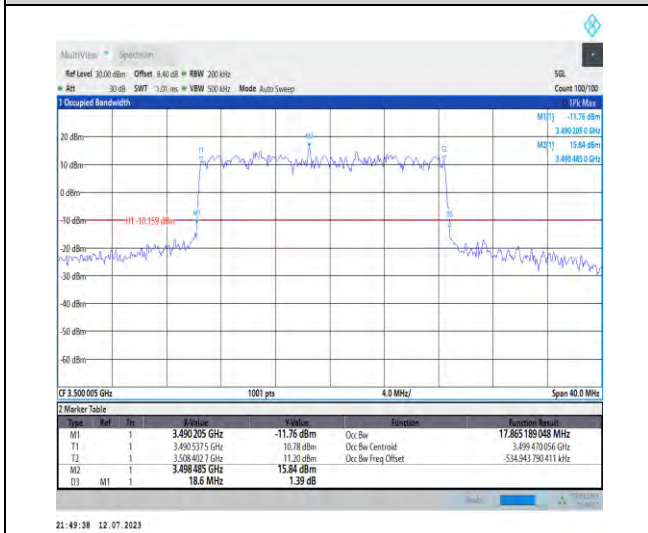 MultiView Spectrum
Ref Level 30.00 dBm Offset 8.40 dB RBW 200 kHz SGL
Att 30 dB SWT 1.01 ms VBW 500 kHz Mode Auto Sweep Count 100/100
1 Occupied Bandwidth 1Pk Max
M1[1] -11.76 dBm
3.490 205 0 GHz
M2[1] 15.84 dBm
3.498 485 0 GHz
20 dBm
10 dBm
0 dBm
-10 dBm
H1 -10.159 dBm
-20 dBm
-30 dBm
-40 dBm
-50 dBm
-60 dBm
T1
T2
M1
D3
CF 3.500 005 GHz 1001 pts 4.0 MHz/ Span 40.0 MHz
2 Marker Table
Type Ref Trc X-Value Y-Value Function Function Result
M1 1 3.490 205 GHz -11.76 dBm Occ Bw 17.865 189 048 MHz
T1 1 3.490 537 5 GHz 10.78 dBm Occ Bw Centroid 3.499 470 056 GHz
T2 1 3.508 402 7 GHz 11.20 dBm Occ Bw Freq Offset -534.943 790 411 kHz
M2 1 3.498 485 GHz 15.84 dBm
D3 M1 1 18.6 MHz 1.39 dB
21:49:38 12.07.2023